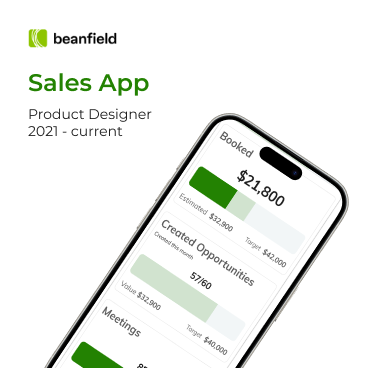 beanfield
Sales App
Product Designer
2021 - current
Booked
$21,800
Estimated $32,900
Target $42,000
Created Opportunities
Created this month
57/60
Value $32,900
Target $40,000
Meetings